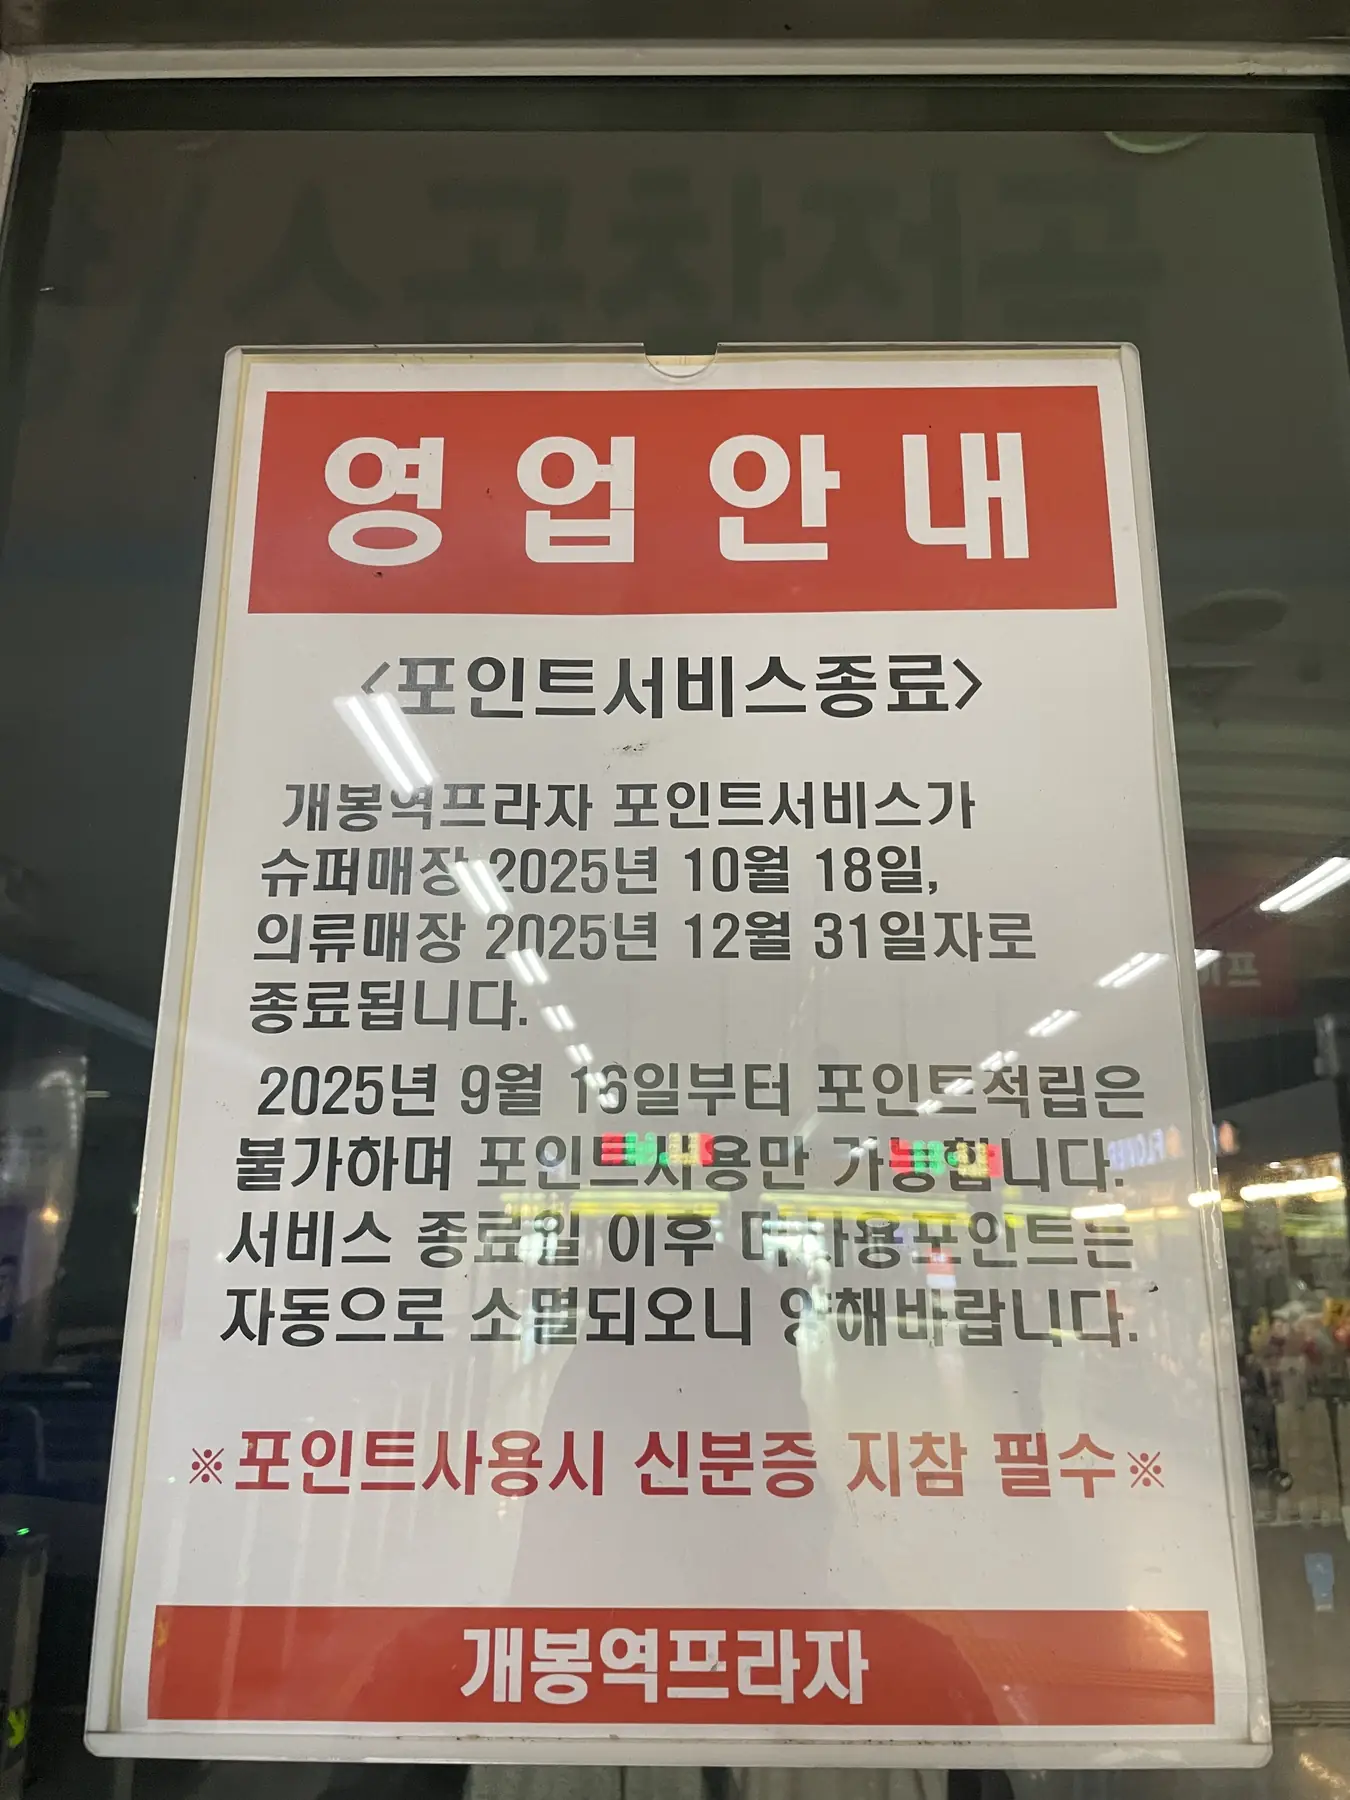 영업안내
<포인트서비스종료>
개봉역프라자 포인트서비스가
슈퍼매장 2025년 10월 18일,
의류매장 2025년 12월 31일자로
종료됩니다.
2025년 9월 16일부터 포인트적립은
불가하며 포인트사용만 가능합니다.
서비스 종료일 이후 미사용포인트는
자동으로 소멸되오니 양해바랍니다.
※포인트사용시 신분증 지참 필수※
개봉역프라자